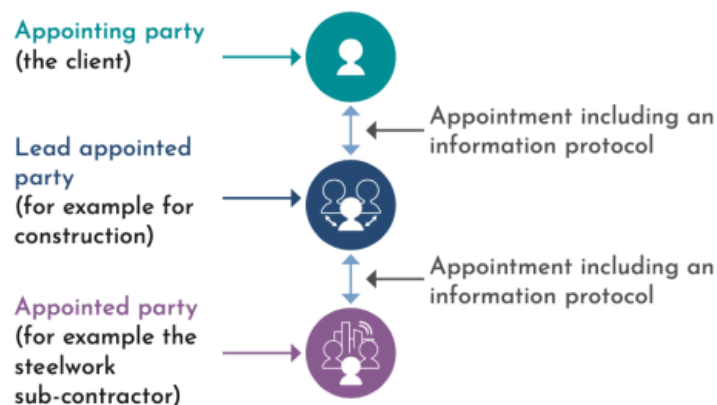 Appointing party
(the client)
Appointment including an
information protocol
Lead appointed
party
(for example for
construction)
Appointment including an
information protocol
Appointed party
(for example the
steelwork
sub-contractor)